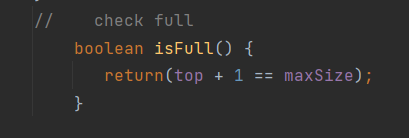 //    check full
boolean isFull() {
return(top + 1 == maxSize);
}